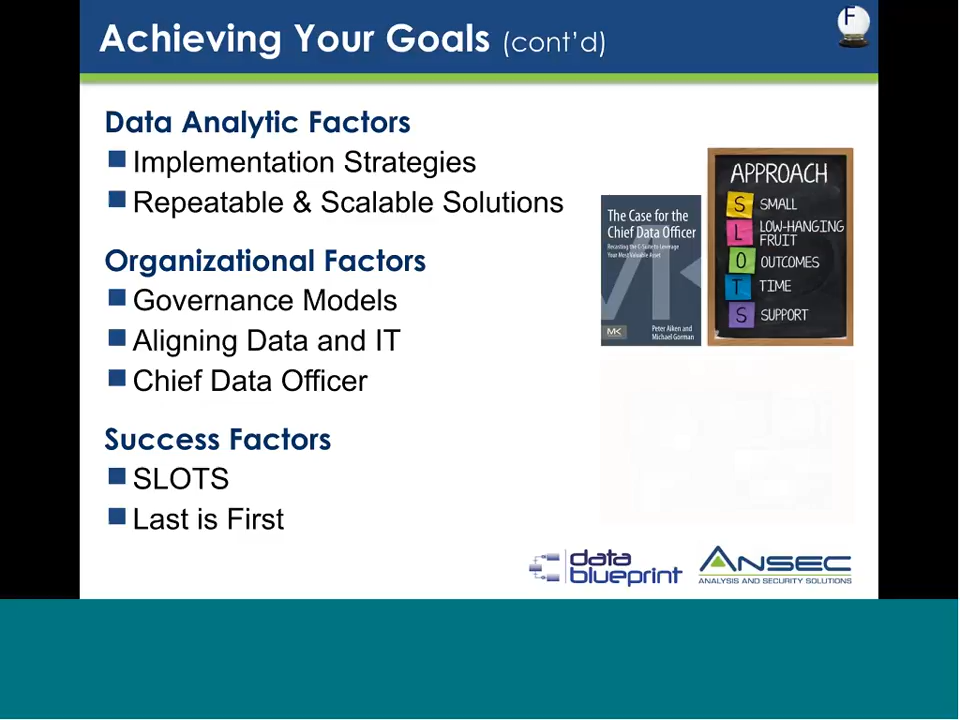 Achieving Your Goals (cont'd)
F
Data Analytic Factors
Implementation Strategies
Repeatable & Scalable Solutions
Organizational Factors
Governance Models
Aligning Data and IT
Chief Data Officer
Success Factors
SLOTS
Last is First
The Case for the
Chief Data Officer
Recasting the C-Suite to Leverage
Your Most Valuable Asset
MK
Peter Aiken and
Michael Gorman
APPROACH
S SMALL
L LOW-HANGING
FRUIT
O OUTCOMES
T TIME
S SUPPORT
data
blueprint
ANSEC
ANALYSIS AND SECURITY SOLUTIONS